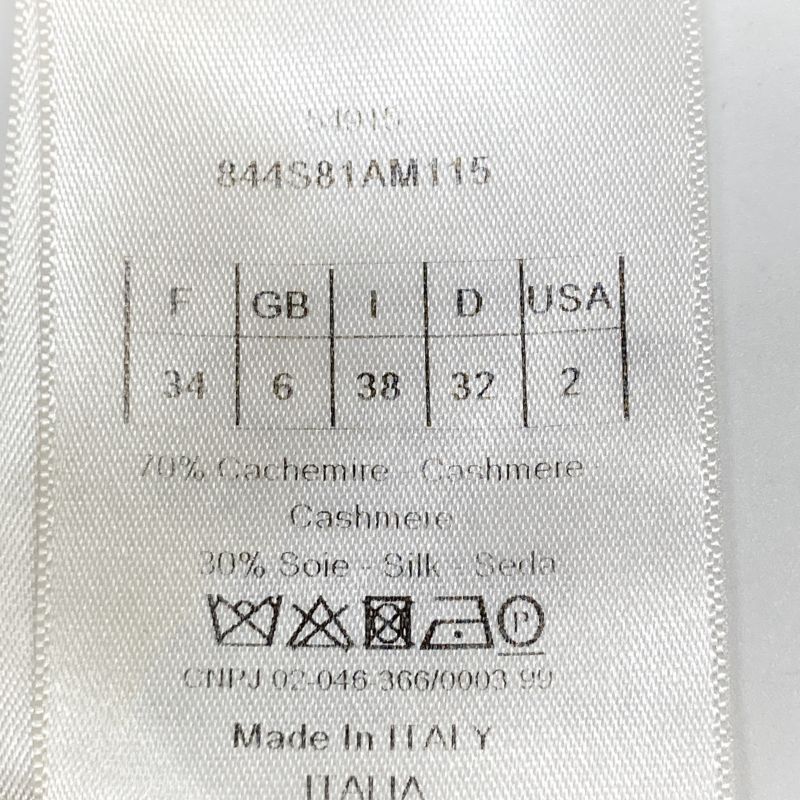 54915
844S81AM115
F GB I D USA
34 6 38 32 2
70% Cachemire - Cashmere -
Cashmere
30% Soie - Silk - Seda
P
CNPJ 02-046 366/0003 99
Made In ITALY
ITALIA